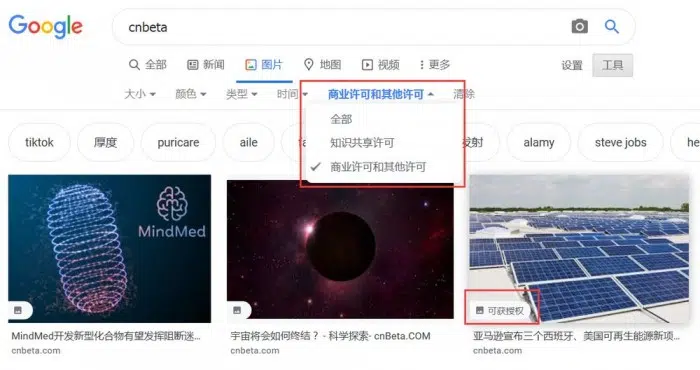 Google
cnbeta
全部 新闻 图片 地图 视频 更多 设置 工具
大小 颜色 类型 时间 商业许可和其他许可 清除
全部
知识共享许可
商业许可和其他许可
tiktok 厚度 puricare aile 发射 alamy steve jobs he
MindMed
可获授权
MindMed开发新型化合物有望发挥阻断迷... 宇宙将会如何终结？ - 科学探索- cnBeta.COM 亚马逊宣布三个西班牙、美国可再生能源新项...
cnbeta.com cnbeta.com cnbeta.com